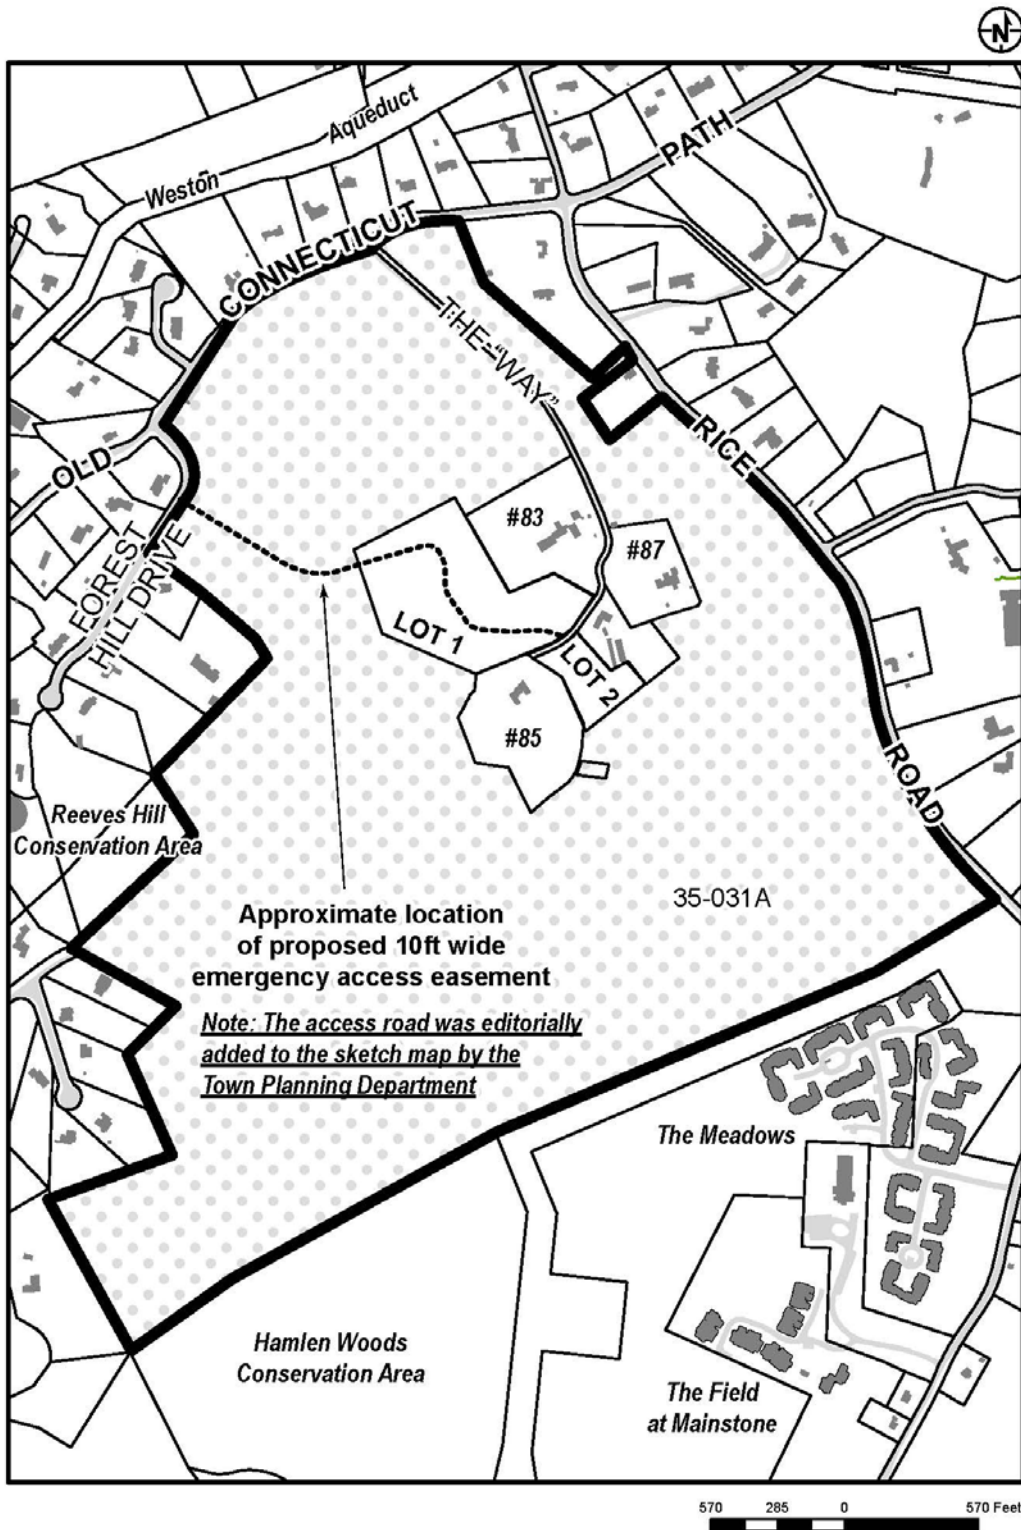 N
Weston Aqueduct
OLD CONNECTICUT PATH
THE "WAY"
RICE ROAD
FOREST
HILL DRIVE
#83
#87
LOT 1
LOT 2
#85
Reeves Hill
Conservation Area
35-031A
Approximate location
of proposed 10ft wide
emergency access easement
Note: The access road was editorially
added to the sketch map by the
Town Planning Department
The Meadows
Hamlen Woods
Conservation Area
The Field
at Mainstone
570 285 0 570 Feet